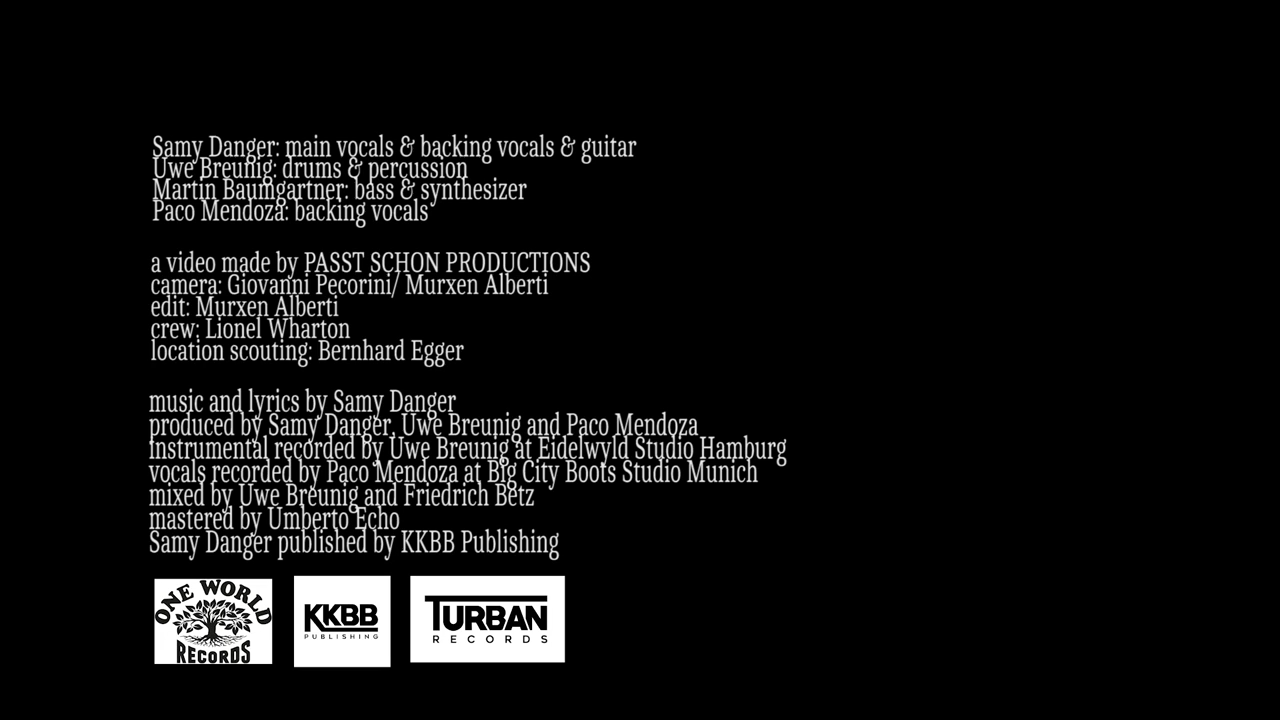 Samy Danger: main vocals & backing vocals & guitar
Uwe Breunig: drums & percussion
Martin Baumgartner: bass & synthesizer
Paco Mendoza: backing vocals
a video made by PASST SCHON PRODUCTIONS
camera: Giovanni Pecorini/ Murxen Alberti
edit: Murxen Alberti
crew: Lionel Wharton
location scouting: Bernhard Egger
music and lyrics by Samy Danger
produced by Samy Danger, Uwe Breunig and Paco Mendoza
instrumental recorded by Uwe Breunig at Eidelwyld Studio Hamburg
vocals recorded by Paco Mendoza at Big City Boots Studio Munich
mixed by Uwe Breunig and Friedrich Betz
mastered by Umberto Echo
Samy Danger published by KKBB Publishing
ONE WORLD
RECORDS
KKBB
PUBLISHING
TURBAN
RECORDS